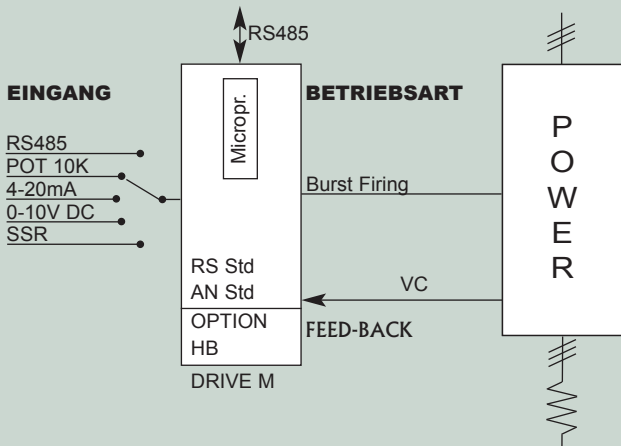 RS485
EINGANG
BETRIEBSART
Micropr.
RS485
POT 10K
4-20mA
0-10V DC
SSR
Burst Firing
POWER
RS Std
AN Std
VC
OPTION
HB
FEED-BACK
DRIVE M